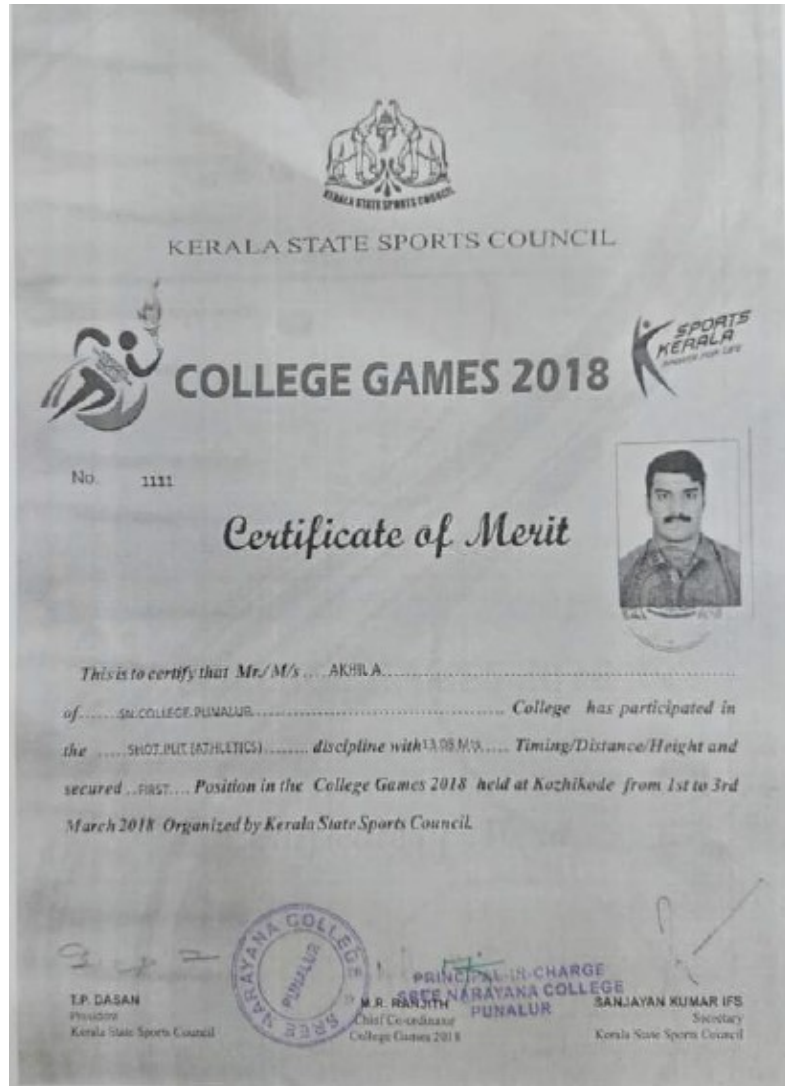 KERALA STATE SPORTS COUNCIL
KERALA STATE SPORTS COUNCIL
SPORTS
KERALA
SPORTS FOR LIFE
COLLEGE GAMES 2018
No. 1111
Certificate of Merit
This is to certify that Mr./M/s ....AKHIL A..........................................
of.......SN.COLLEGE.PUNALUR................................ College has participated in
the ......SHOT.PUT.(ATHLETICS)......... discipline with ..... Timing/Distance/Height and
secured ..FIRST.... Position in the College Games 2018 held at Kozhikode from 1st to 3rd
March 2018 Organized by Kerala State Sports Council.
SREE NARAYANA COLLEGE
PUNALUR
PRINCIPAL-IN-CHARGE
SREE NARAYANA COLLEGE
PUNALUR
T.P. DASAN
President
Kerala State Sports Council
M.R. RANJITH
Chief Co-ordinator
College Games 2018
SANJAYAN KUMAR IFS
Secretary
Kerala State Sports Council